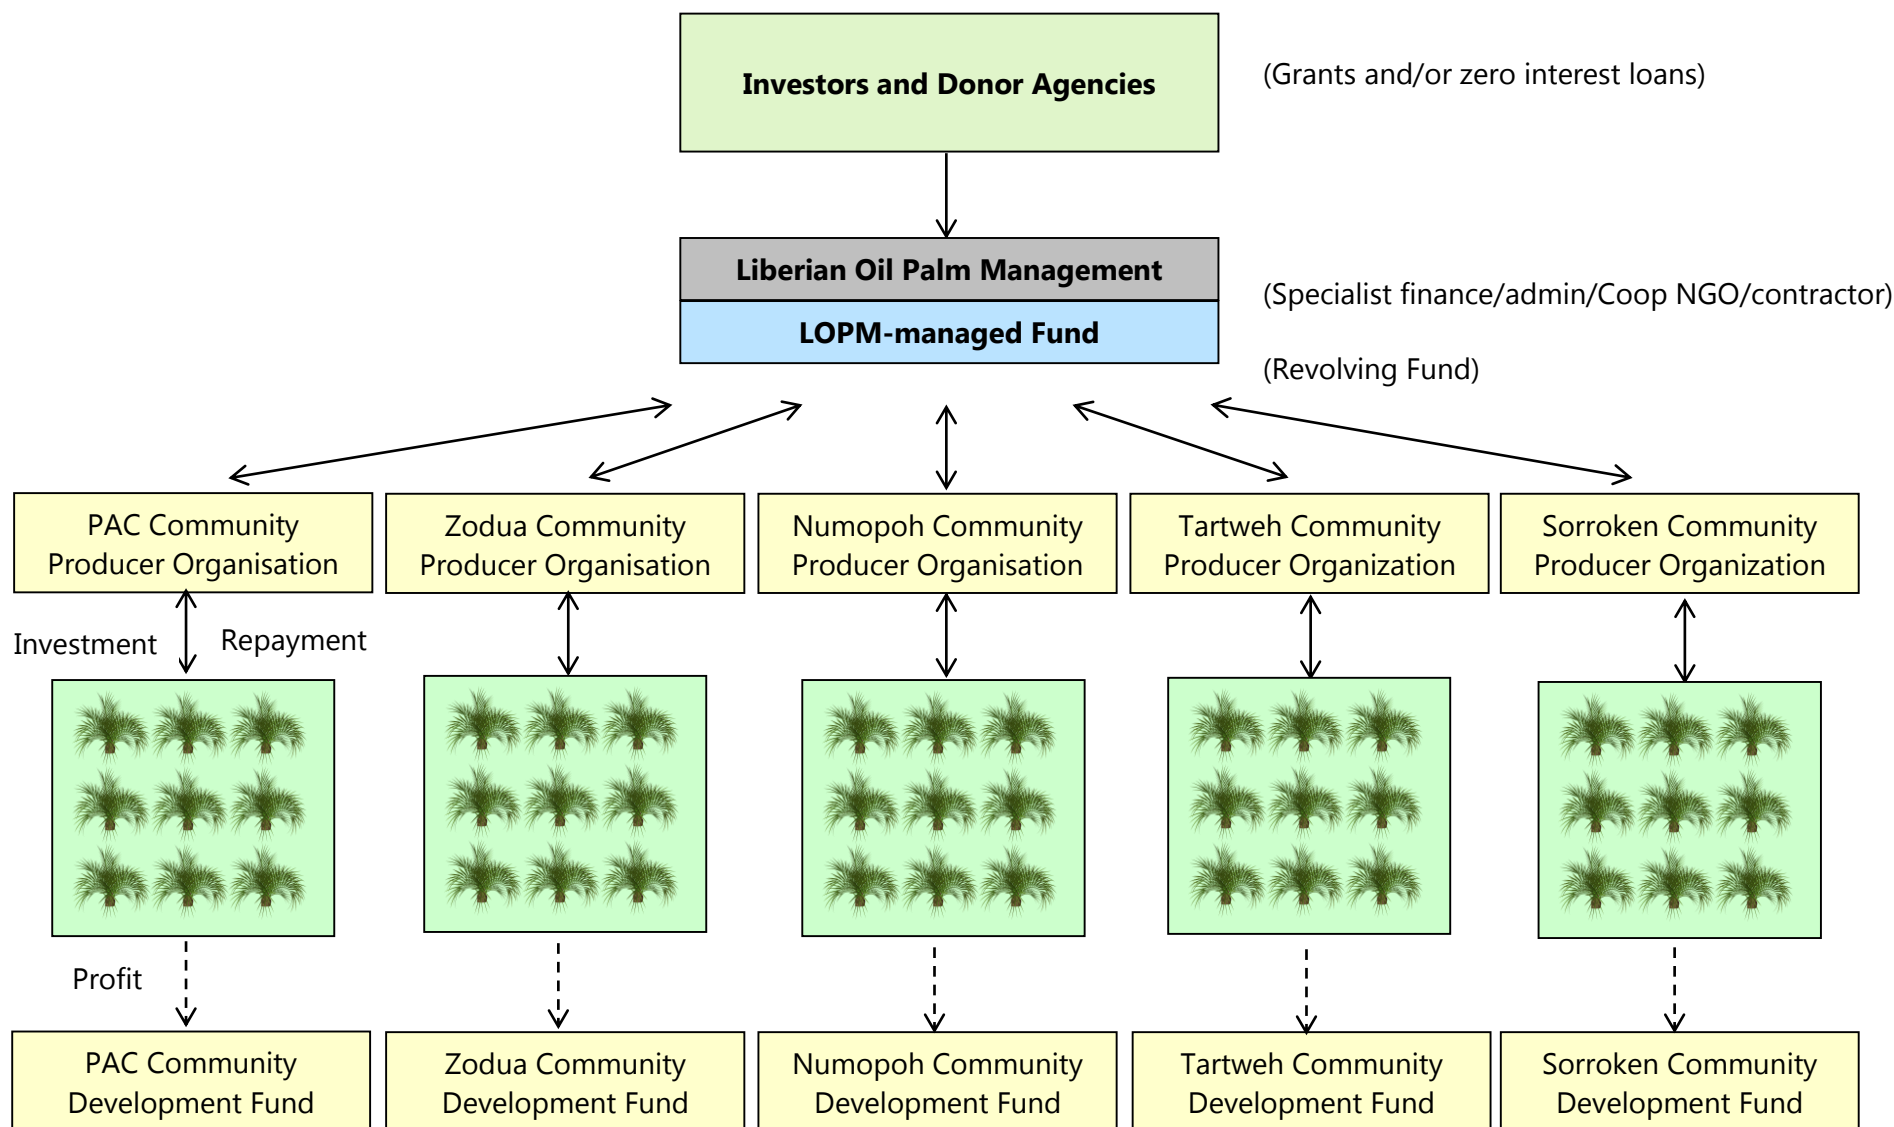 Investors and Donor Agencies
(Grants and/or zero interest loans)
Liberian Oil Palm Management
(Specialist finance/admin/Coop NGO/contractor)
LOPM-managed Fund
(Revolving Fund)
PAC Community
Producer Organisation
Zodua Community
Producer Organisation
Numopoh Community
Producer Organisation
Tartweh Community
Producer Organization
Sorroken Community
Producer Organization
Investment
Repayment
Profit
PAC Community
Development Fund
Zodua Community
Development Fund
Numopoh Community
Development Fund
Tartweh Community
Development Fund
Sorroken Community
Development Fund